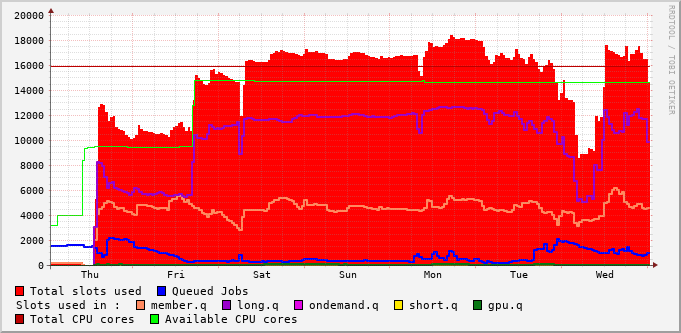 20000
18000
16000
14000
12000
10000
8000
6000
4000
2000
0
Thu Fri Sat Sun Mon Tue Wed
RRDTOOL / TOBI OETIKER
Total slots used Queued Jobs
Slots used in : member.q long.q ondemand.q short.q gpu.q
Total CPU cores Available CPU cores